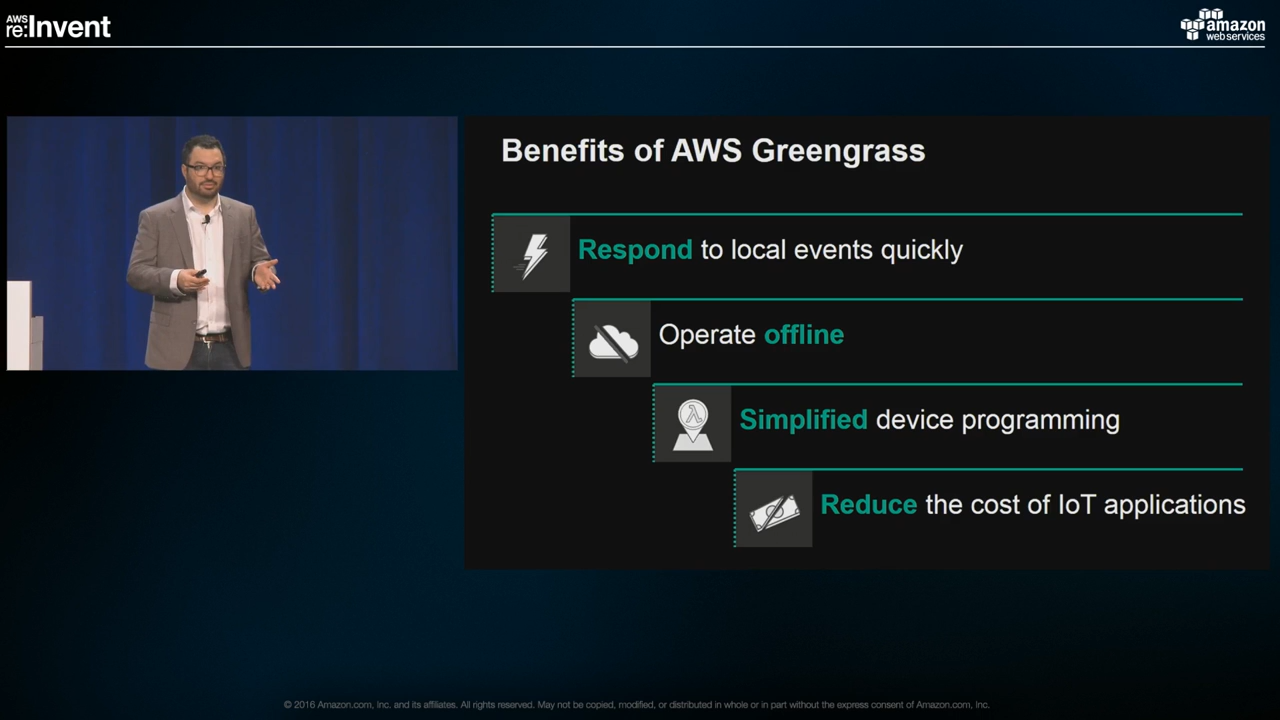 AWS
re:Invent
amazon
webservices
Benefits of AWS Greengrass
Respond to local events quickly
Operate offline
λ
Simplified device programming
Reduce the cost of IoT applications
© 2016 Amazon.com, Inc. and its affiliates. All rights reserved. May not be copied, modified, or distributed in whole or in part without the express consent of Amazon.com, Inc.